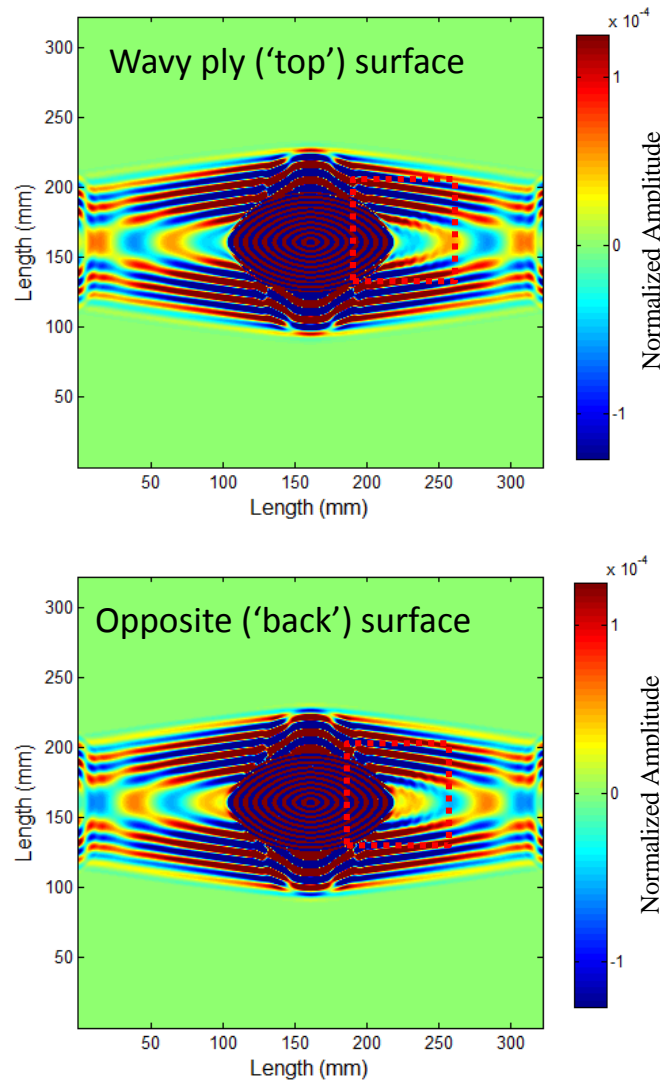 x 10^-4
Wavy ply (‘top’) surface
300
250
200
150
100
50
Length (mm)
50 100 150 200 250 300
Length (mm)
1
0
-1
Normalized Amplitude
x 10^-4
Opposite (‘back’) surface
300
250
200
150
100
50
Length (mm)
50 100 150 200 250 300
Length (mm)
1
0
-1
Normalized Amplitude